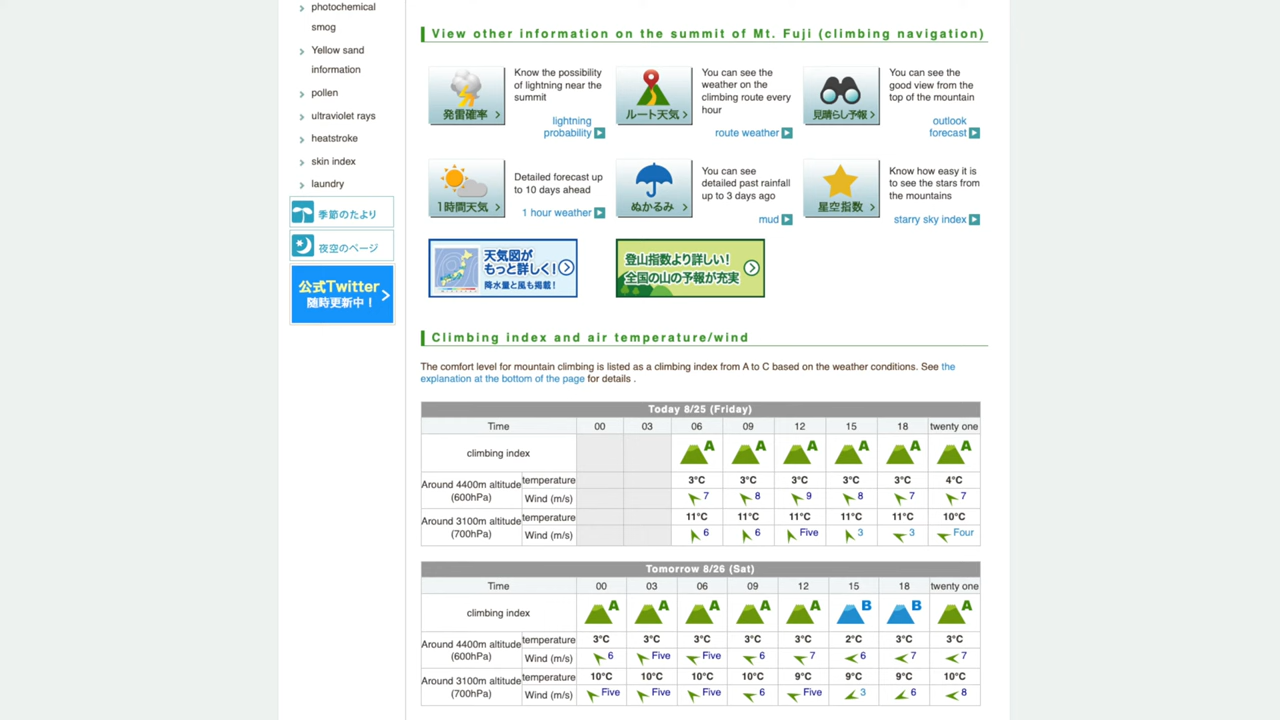 photochemical
smog
Yellow sand
information
pollen
ultraviolet rays
heatstroke
skin index
laundry
季節のたより
夜空のページ
公式Twitter
随時更新中！
View other information on the summit of Mt. Fuji (climbing navigation)
発雷確率
Know the possibility
of lightning near the
summit
lightning
probability
ルート天気
You can see the
weather on the
climbing route every
hour
route weather
見晴らし予報
You can see the
good view from the
top of the mountain
outlook
forecast
1時間天気
Detailed forecast up
to 10 days ahead
1 hour weather
ぬかるみ
You can see
detailed past rainfall
up to 3 days ago
mud
星空指数
Know how easy it is
to see the stars from
the mountains
starry sky index
天気図が
もっと詳しく!
降水量と風も掲載!
登山指数より詳しい!
全国の山の予報が充実
Climbing index and air temperature/wind
The comfort level for mountain climbing is listed as a climbing index from A to C based on the weather conditions. See the
explanation at the bottom of the page for details .
Today 8/25 (Friday)
Time 00 03 06 09 12 15 18 twenty one
climbing index A A A A A A
Around 4400m altitude
(600hPa)
temperature 3°C 3°C 3°C 3°C 3°C 4°C
Wind (m/s) 7 8 9 8 7 7
Around 3100m altitude
(700hPa)
temperature 11°C 11°C 11°C 11°C 11°C 10°C
Wind (m/s) 6 6 Five 3 3 Four
Tomorrow 8/26 (Sat)
Time 00 03 06 09 12 15 18 twenty one
climbing index A A A A A B B A
Around 4400m altitude
(600hPa)
temperature 3°C 3°C 3°C 3°C 3°C 2°C 3°C 3°C
Wind (m/s) 6 Five Five 6 7 6 7 7
Around 3100m altitude
(700hPa)
temperature 10°C 10°C 10°C 10°C 9°C 9°C 9°C 10°C
Wind (m/s) Five Five Five 6 Five 3 6 8